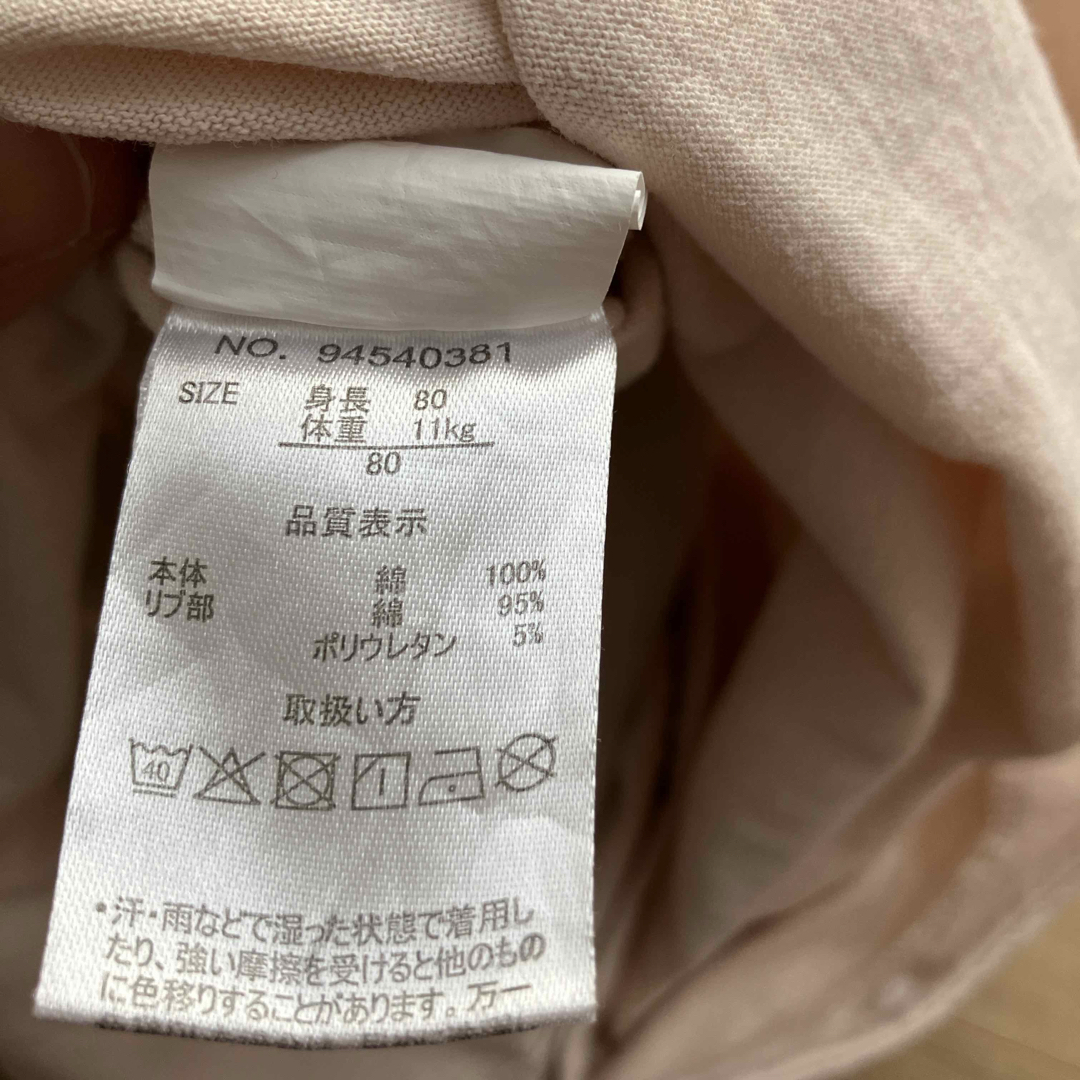 NO. 94540381
SIZE 身長 80
体重 11kg
80
品質表示
本体 綿 100%
リブ部 綿 95%
ポリウレタン 5%
取扱い方
40
・汗・雨などで湿った状態で着用し
たり、強い摩擦を受けると他のもの
に色移りすることがあります。万一